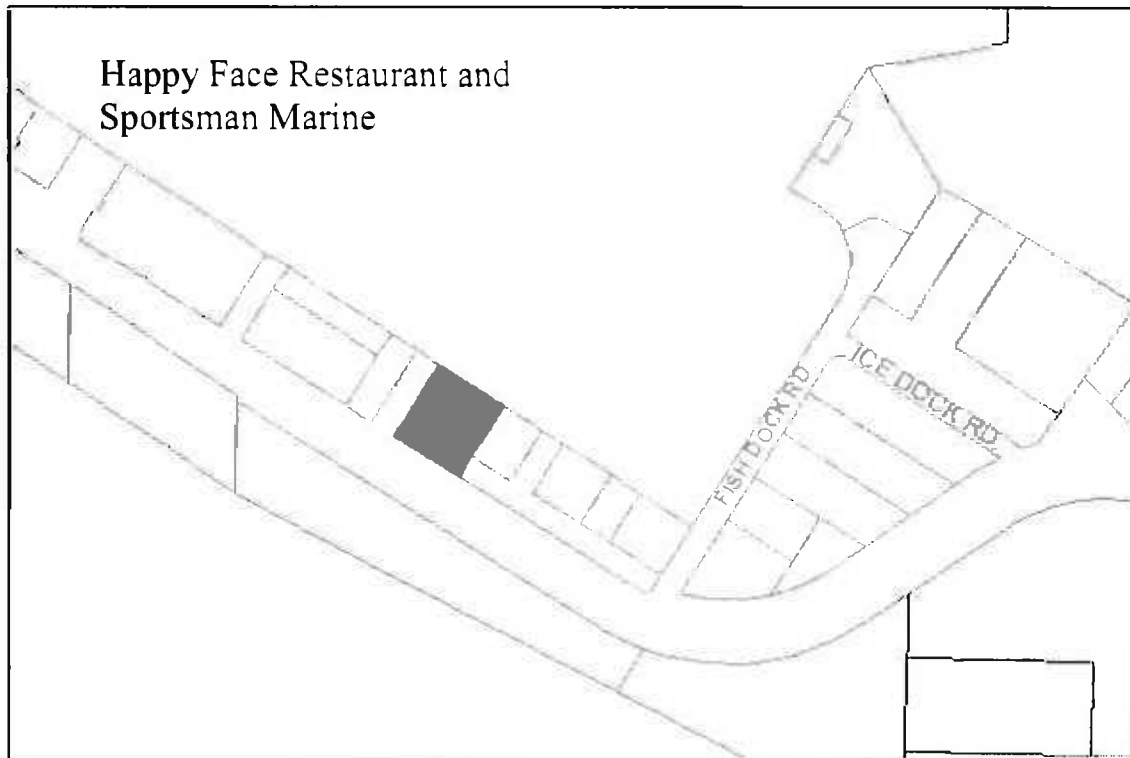 Happy Face Restaurant and
Sportsman Marine
ICE DOCK RD
FISH DOCK RD